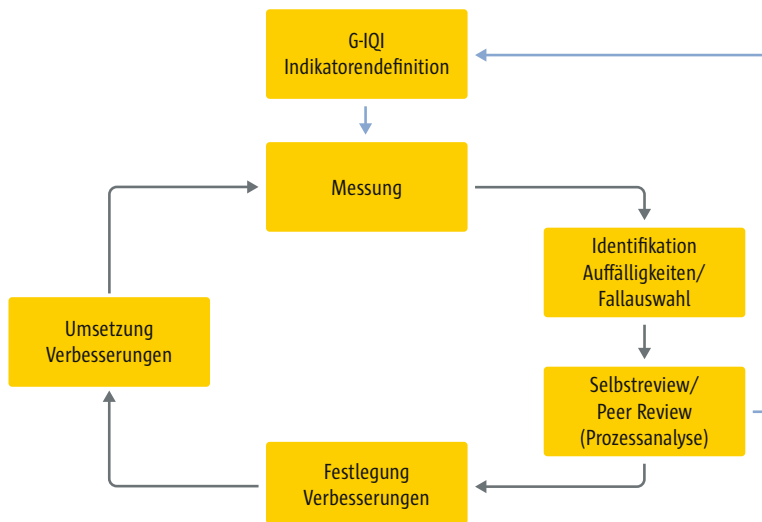 G-IQI
Indikatorendefinition
Messung
Identifikation
Auffälligkeiten/
Fallauswahl
Umsetzung
Verbesserungen
Selbstreview/
Peer Review
(Prozessanalyse)
Festlegung
Verbesserungen